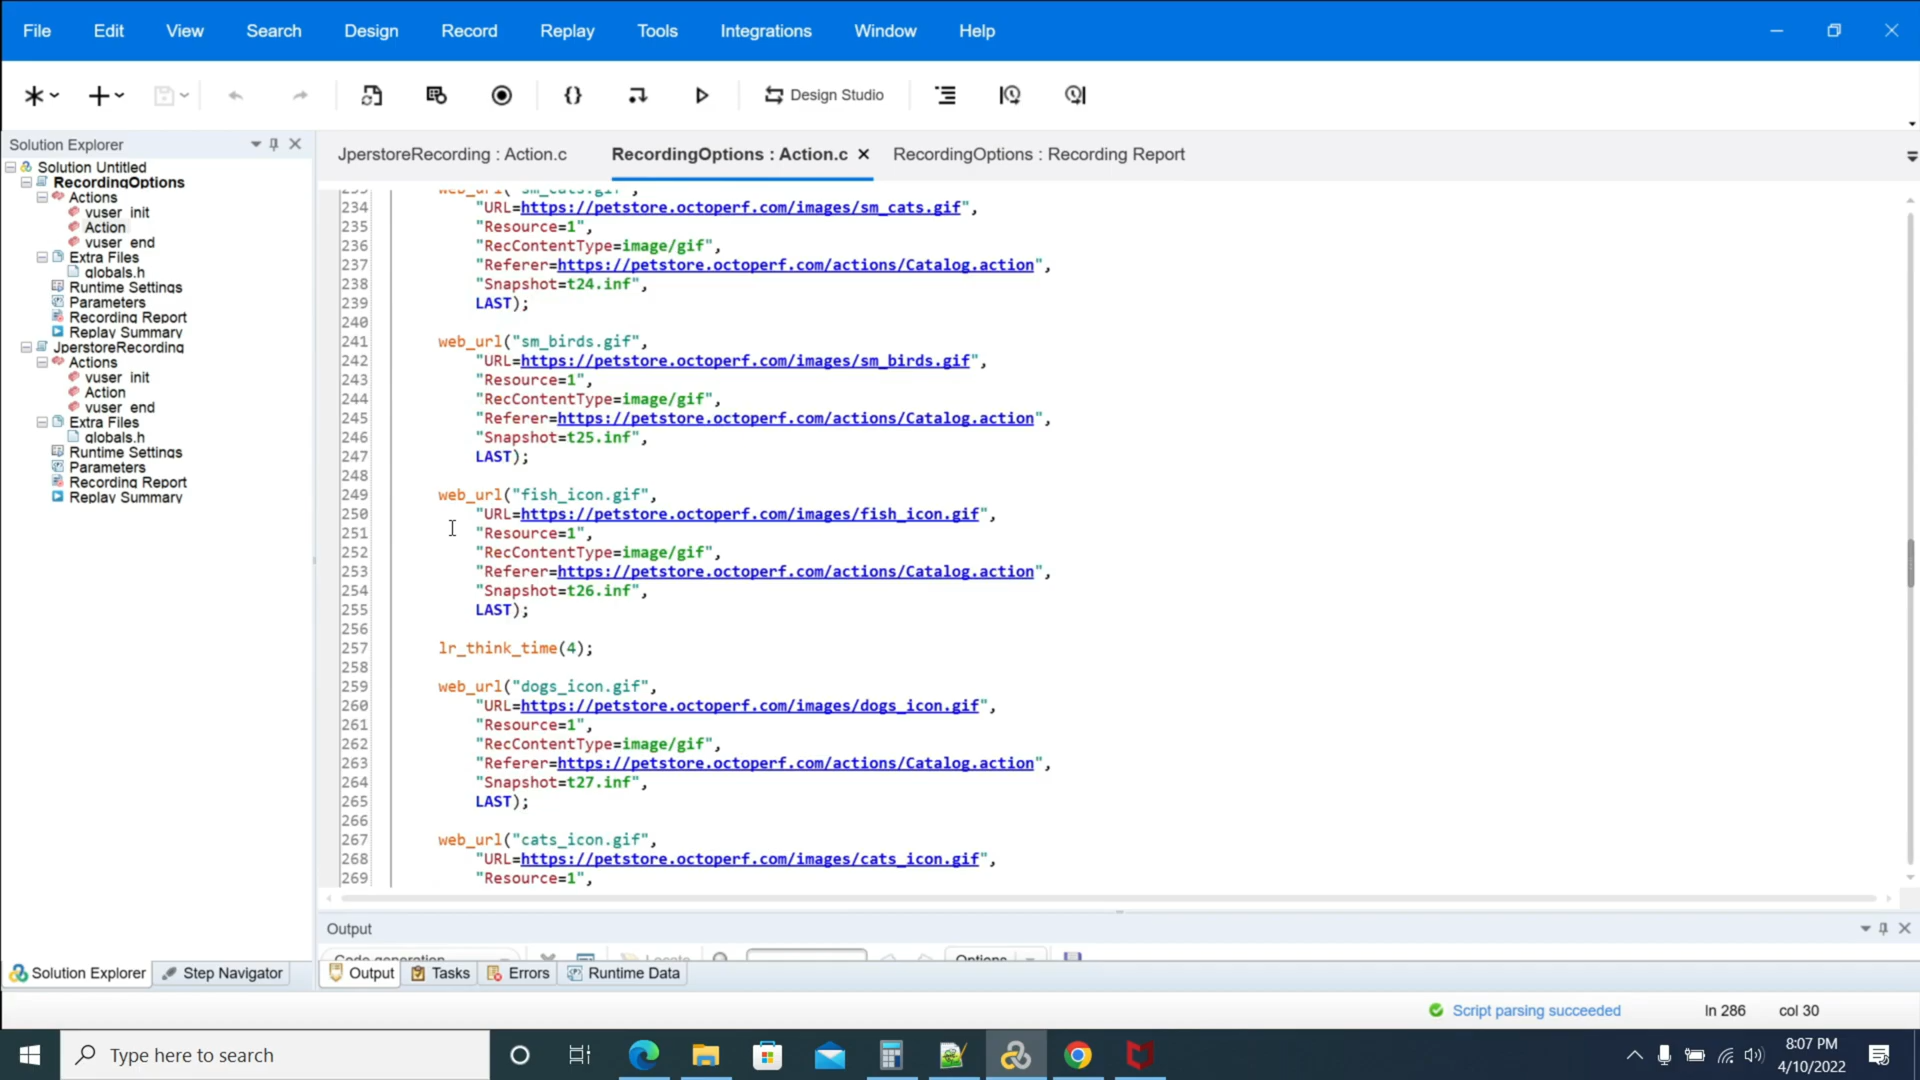 File Edit View Search Design Record Replay Tools Integrations Window Help
Design Studio
Solution Explorer
Solution Untitled
RecordingOptions
Actions
vuser_init
Action
vuser_end
Extra Files
globals.h
Runtime Settings
Parameters
Recording Report
Replay Summary
JperstoreRecording
Actions
vuser_init
Action
vuser_end
Extra Files
globals.h
Runtime Settings
Parameters
Recording Report
Replay Summary
JperstoreRecording : Action.c RecordingOptions : Action.c RecordingOptions : Recording Report
233 web_url("sm_cats.gif",
234 "URL=https://petstore.octoperf.com/images/sm_cats.gif",
235 "Resource=1",
236 "RecContentType=image/gif",
237 "Referer=https://petstore.octoperf.com/actions/Catalog.action",
238 "Snapshot=t24.inf",
239 LAST);
240
241 web_url("sm_birds.gif",
242 "URL=https://petstore.octoperf.com/images/sm_birds.gif",
243 "Resource=1",
244 "RecContentType=image/gif",
245 "Referer=https://petstore.octoperf.com/actions/Catalog.action",
246 "Snapshot=t25.inf",
247 LAST);
248
249 web_url("fish_icon.gif",
250 "URL=https://petstore.octoperf.com/images/fish_icon.gif",
251 "Resource=1",
252 "RecContentType=image/gif",
253 "Referer=https://petstore.octoperf.com/actions/Catalog.action",
254 "Snapshot=t26.inf",
255 LAST);
256
257 lr_think_time(4);
258
259 web_url("dogs_icon.gif",
260 "URL=https://petstore.octoperf.com/images/dogs_icon.gif",
261 "Resource=1",
262 "RecContentType=image/gif",
263 "Referer=https://petstore.octoperf.com/actions/Catalog.action",
264 "Snapshot=t27.inf",
265 LAST);
266
267 web_url("cats_icon.gif",
268 "URL=https://petstore.octoperf.com/images/cats_icon.gif",
269 "Resource=1",
Output
Code generation Locate Options
Solution Explorer Step Navigator Output Tasks Errors Runtime Data
Script parsing succeeded ln 286 col 30
Type here to search
8:07 PM
4/10/2022